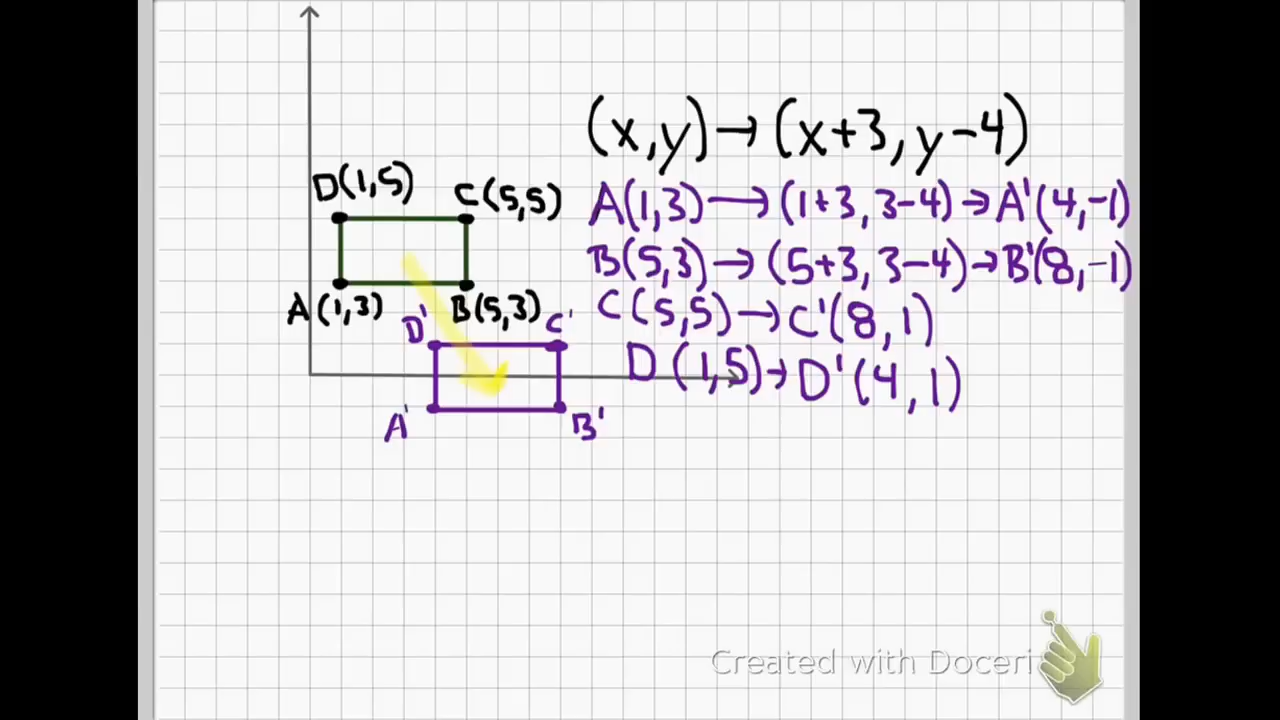 (x,y)→(x+3,y-4)
D(1,5)
C(5,5)
A(1,3)
B(5,3)
A(1,3)→(1+3,3-4)→A'(4,-1)
B(5,3)→(5+3,3-4)→B'(8,-1)
C(5,5)→C'(8,1)
D(1,5)→D'(4,1)
D'
C'
A'
B'
Created with Doceri